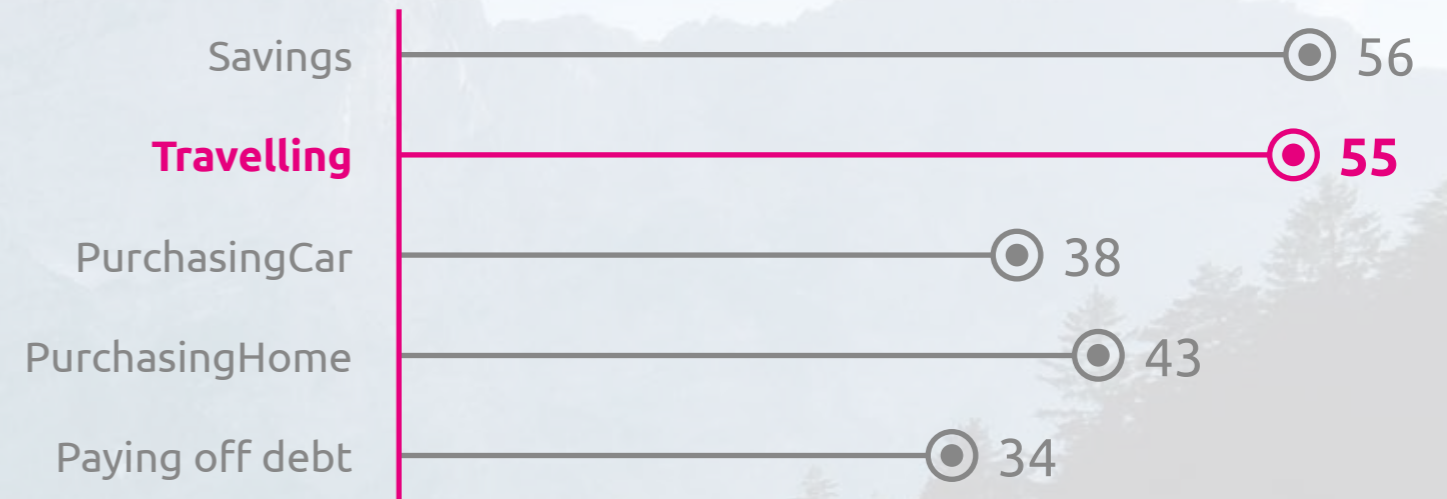 Savings 56
Travelling 55
PurchasingCar 38
PurchasingHome 43
Paying off debt 34